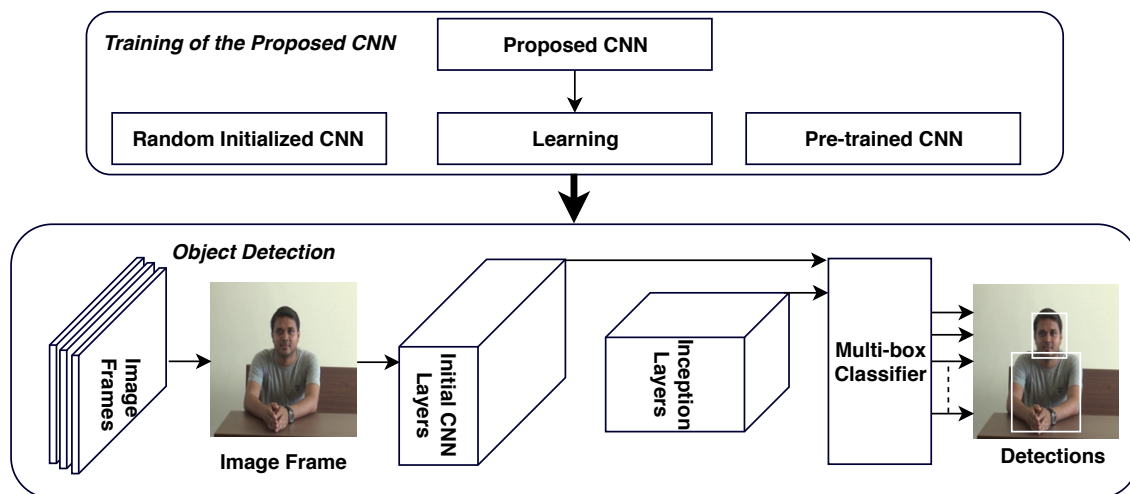 Training of the Proposed CNN
Proposed CNN
Random Initialized CNN
Learning
Pre-trained CNN
Object Detection
Image
Frames
Image Frame
Initial CNN
Layers
Inception
Layers
Multi-box
Classifier
Detections